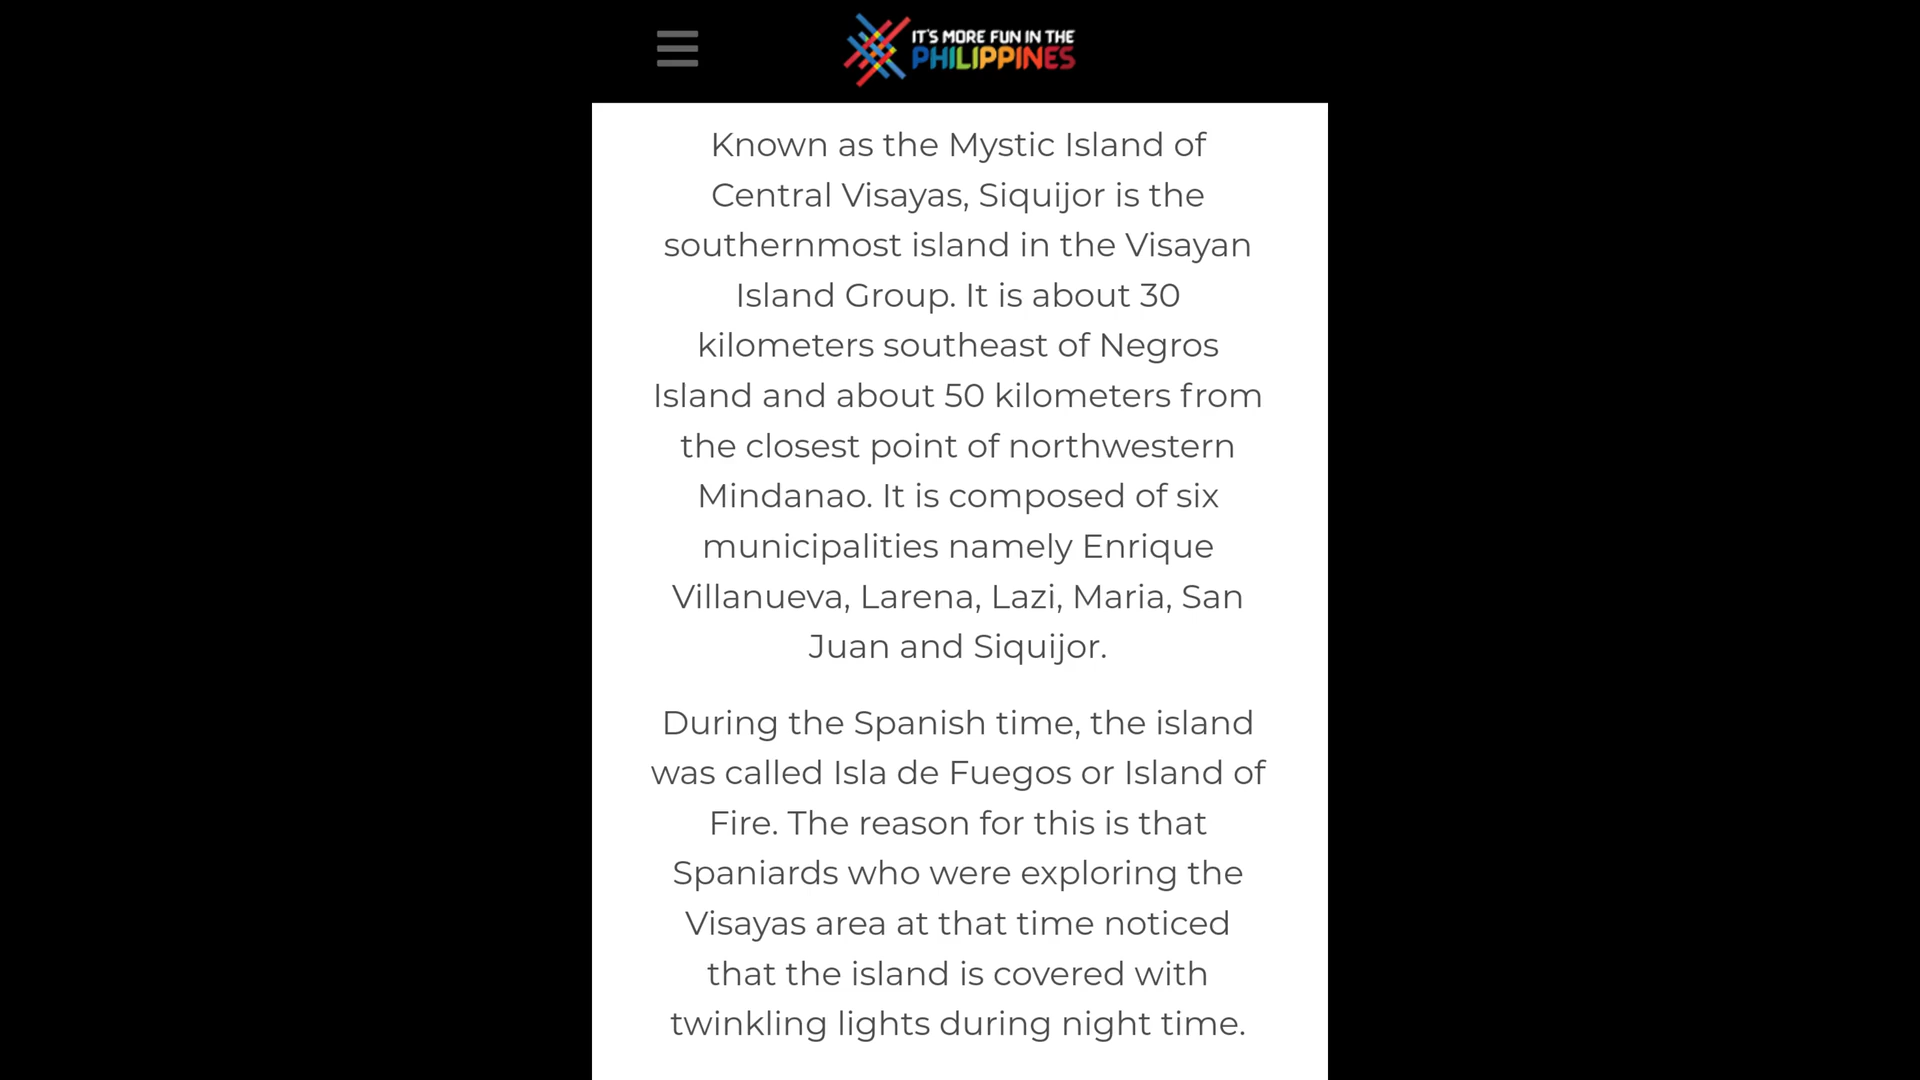 IT'S MORE FUN IN THE
PHILIPPINES
Known as the Mystic Island of
Central Visayas, Siquijor is the
southernmost island in the Visayan
Island Group. It is about 30
kilometers southeast of Negros
Island and about 50 kilometers from
the closest point of northwestern
Mindanao. It is composed of six
municipalities namely Enrique
Villanueva, Larena, Lazi, Maria, San
Juan and Siquijor.
During the Spanish time, the island
was called Isla de Fuegos or Island of
Fire. The reason for this is that
Spaniards who were exploring the
Visayas area at that time noticed
that the island is covered with
twinkling lights during night time.